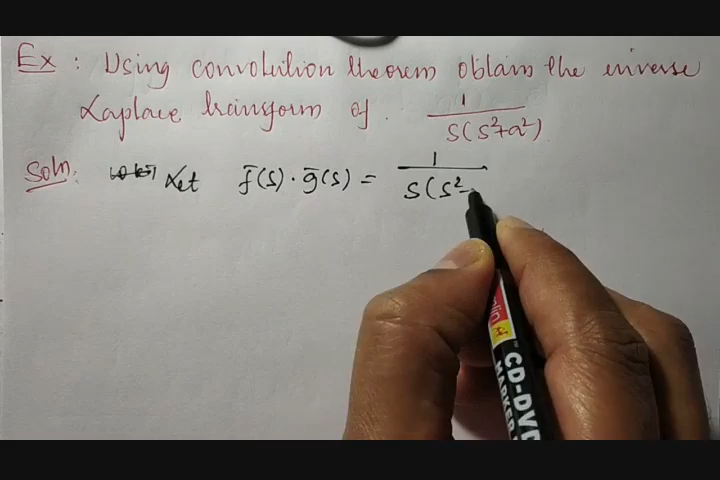 Ex : Using convolution theorem obtain the inverse
Laplace transform of. 1/S(S²+a²)
Soln: Let f̄(s) · ḡ(s) = 1/S(S²-
CD-DVD
MARKER